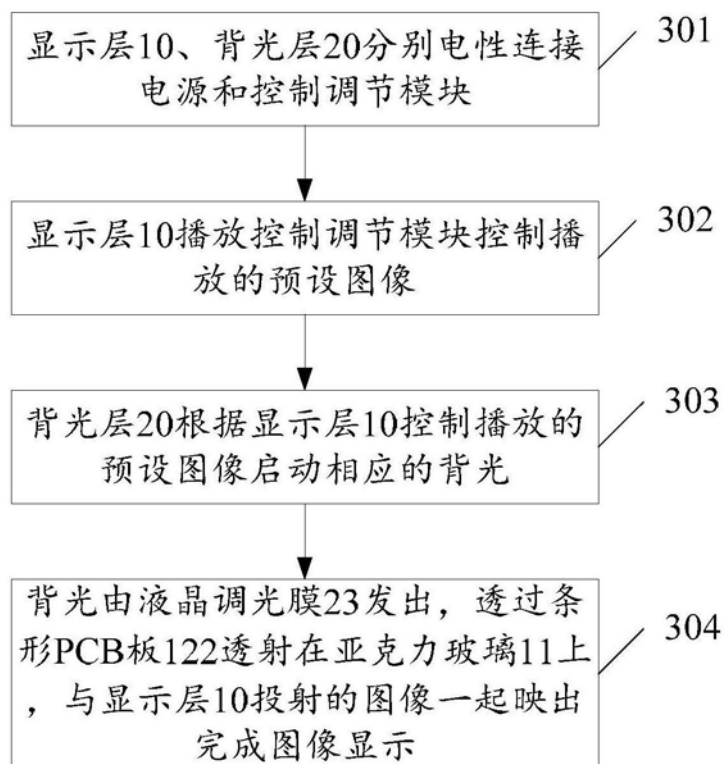 显示层10、背光层20分别电性连接
电源和控制调节模块
301
显示层10播放控制调节模块控制播
放的预设图像
302
背光层20根据显示层10控制播放的
预设图像启动相应的背光
303
背光由液晶调光膜23发出，透过条
形PCB板122透射在亚克力玻璃11上
，与显示层10投射的图像一起映出
完成图像显示
304